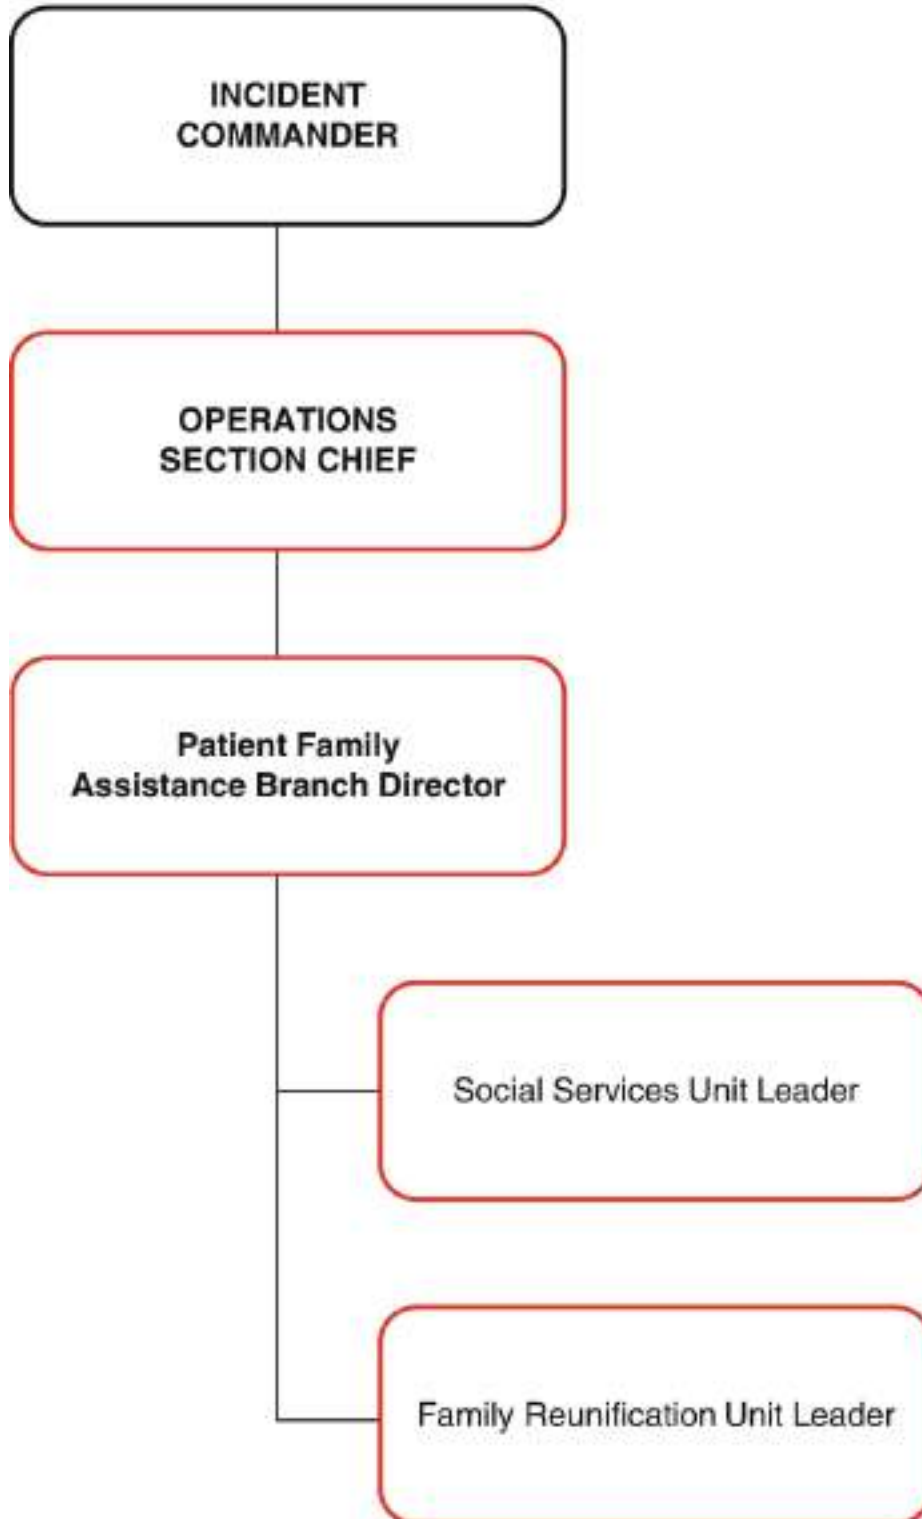 INCIDENT
COMMANDER
OPERATIONS
SECTION CHIEF
Patient Family
Assistance Branch Director
Social Services Unit Leader
Family Reunification Unit Leader